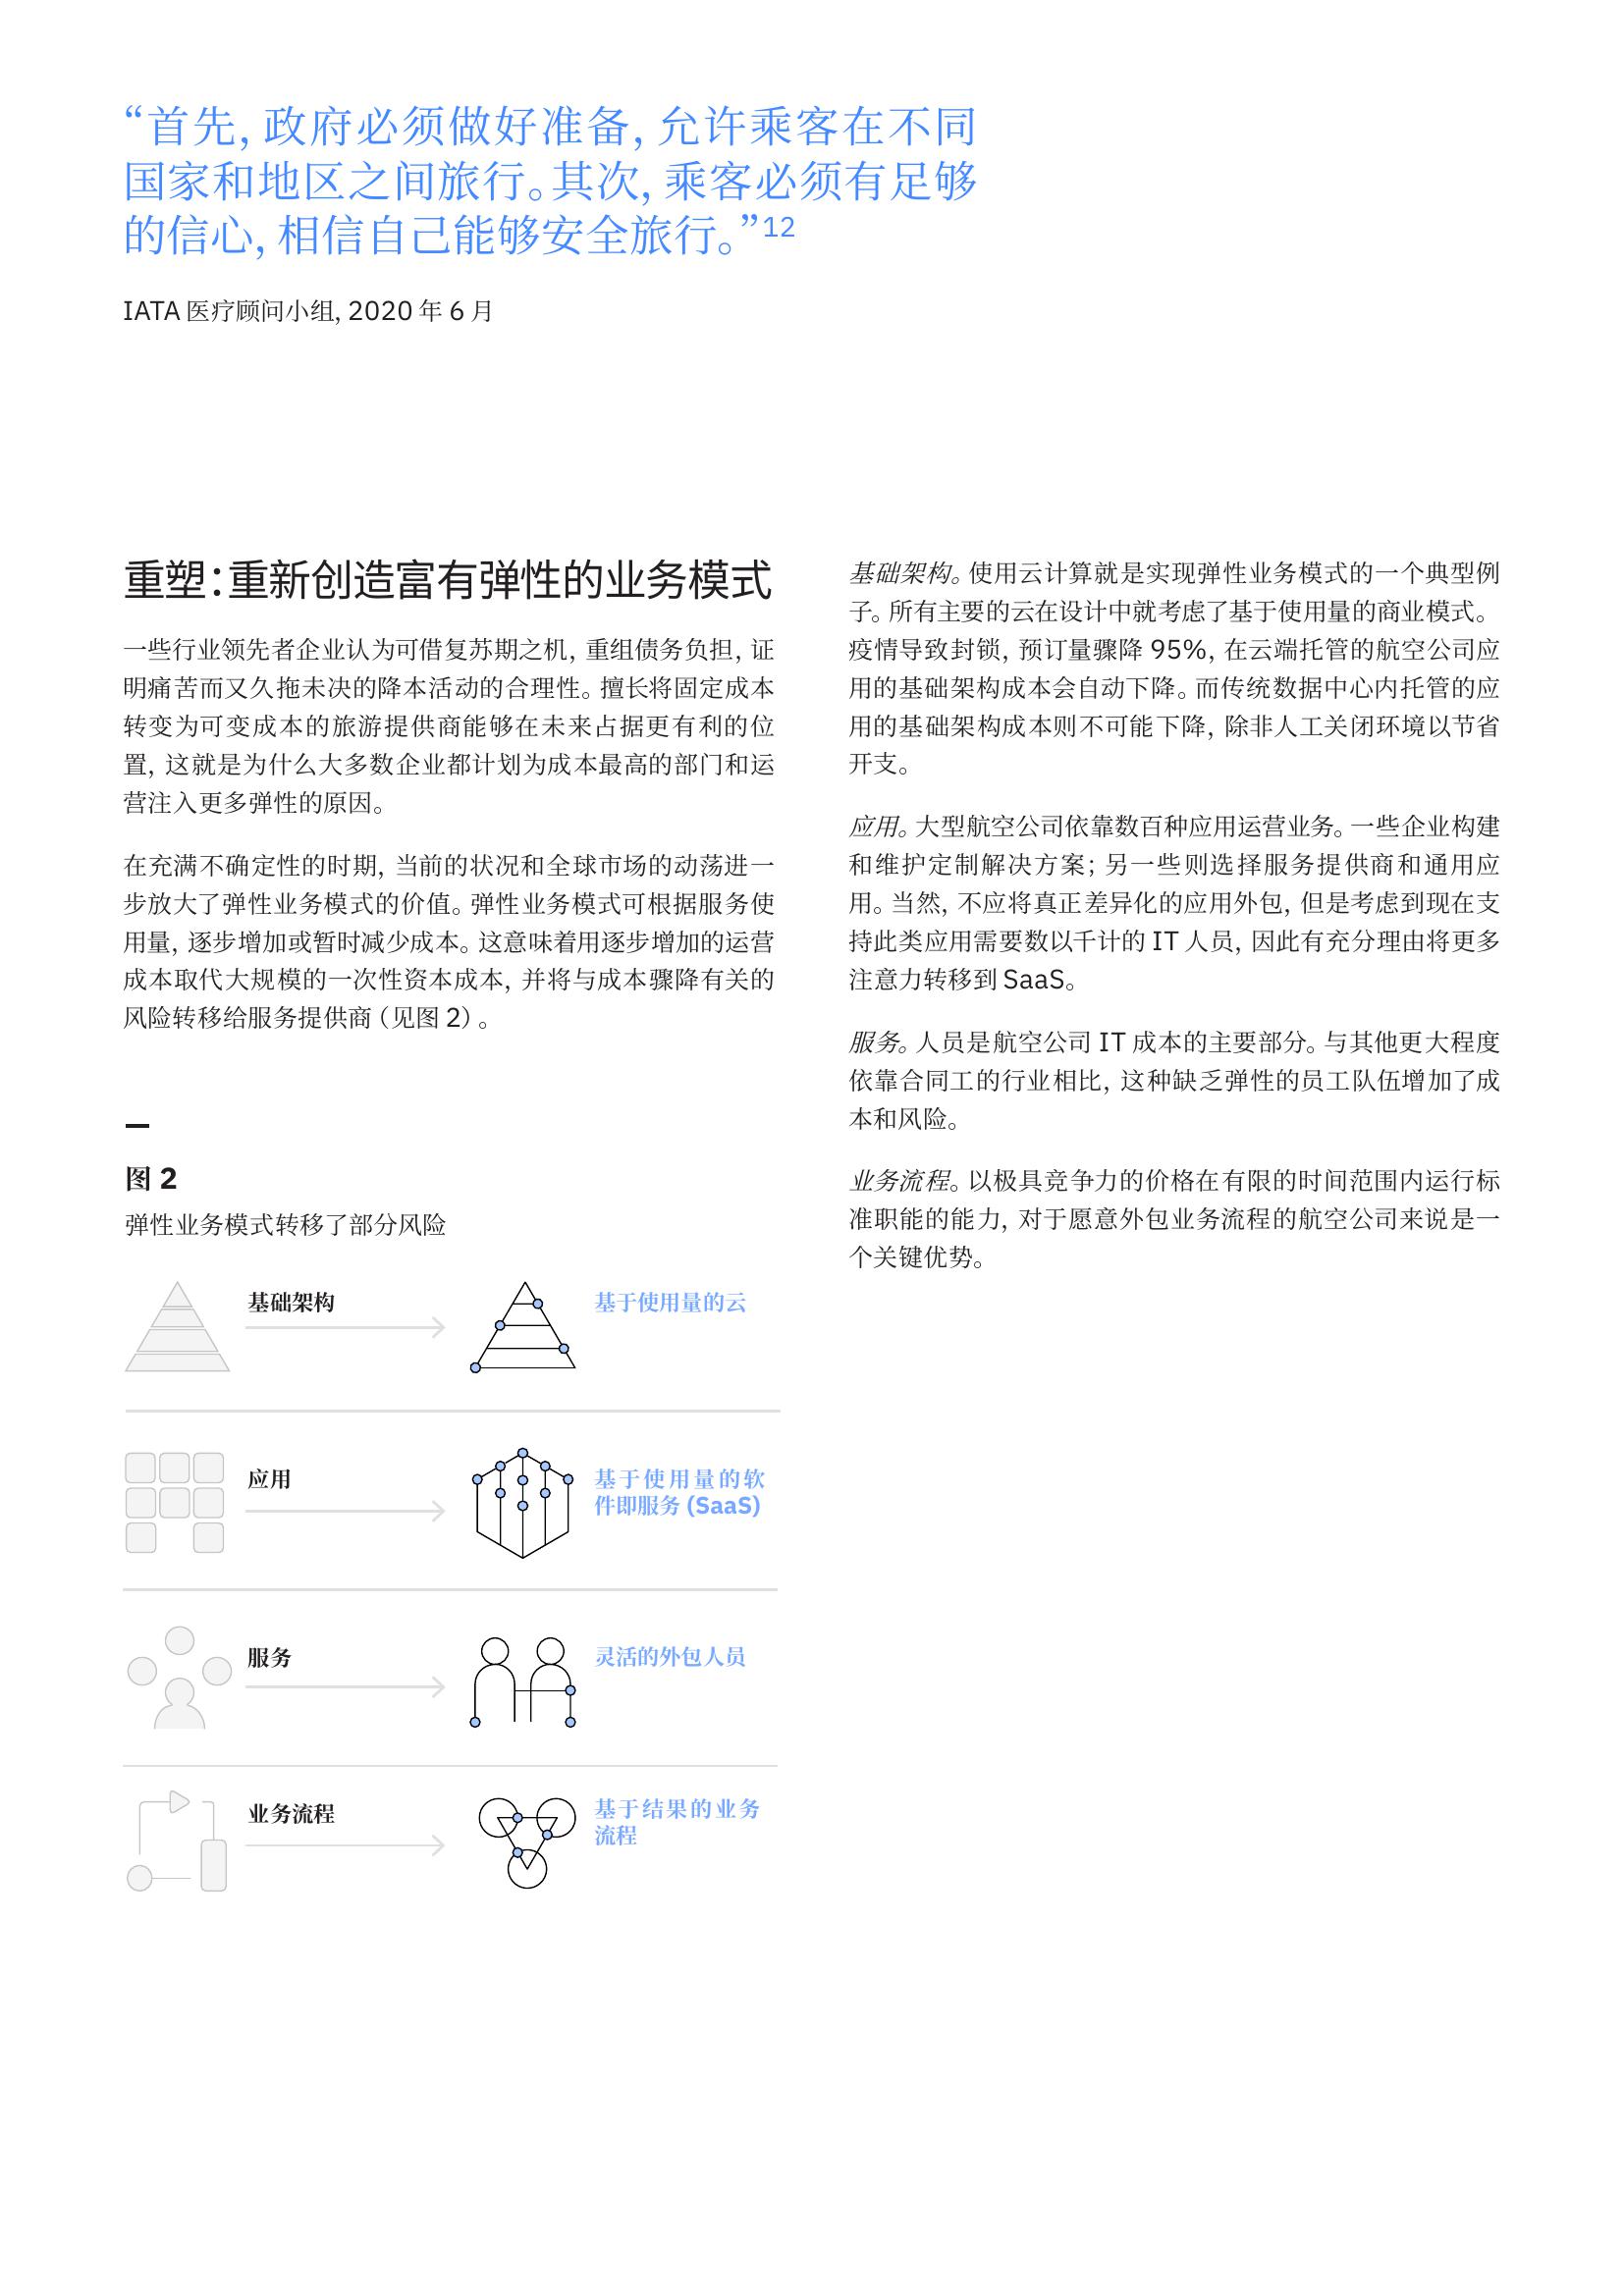 “首先, 政府必须做好准备, 允许乘客在不同
国家和地区之间旅行。其次, 乘客必须有足够
的信心, 相信自己能够安全旅行。”12
IATA 医疗顾问小组, 2020 年 6 月
重塑：重新创造富有弹性的业务模式
一些行业领先者企业认为可借复苏期之机, 重组债务负担, 证
明痛苦而又久拖未决的降本活动的合理性。擅长将固定成本
转变为可变成本的旅游提供商能够在未来占据更有利的位
置, 这就是为什么大多数企业都计划为成本最高的部门和运
营注入更多弹性的原因。
在充满不确定性的时期, 当前的状况和全球市场的动荡进一
步放大了弹性业务模式的价值。弹性业务模式可根据服务使
用量, 逐步增加或暂时减少成本。这意味着用逐步增加的运营
成本取代大规模的一次性资本成本, 并将与成本骤降有关的
风险转移给服务提供商（见图 2）。
图 2
弹性业务模式转移了部分风险
基础架构
基于使用量的云
应用
基于使用量的软
件即服务 (SaaS)
服务
灵活的外包人员
业务流程
基于结果的业务
流程
基础架构。使用云计算就是实现弹性业务模式的一个典型例
子。所有主要的云在设计中就考虑了基于使用量的商业模式。
疫情导致封锁, 预订量骤降 95%, 在云端托管的航空公司应
用的基础架构成本会自动下降。而传统数据中心内托管的应
用的基础架构成本则不可能下降, 除非人工关闭环境以节省
开支。
应用。大型航空公司依靠数百种应用运营业务。一些企业构建
和维护定制解决方案；另一些则选择服务提供商和通用应
用。当然, 不应将真正差异化的应用外包, 但是考虑到现在支
持此类应用需要数以千计的 IT 人员, 因此有充分理由将更多
注意力转移到 SaaS。
服务。人员是航空公司 IT 成本的主要部分。与其他更大程度
依靠合同工的行业相比, 这种缺乏弹性的员工队伍增加了成
本和风险。
业务流程。以极具竞争力的价格在有限的时间范围内运行标
准职能的能力, 对于愿意外包业务流程的航空公司来说是一
个关键优势。